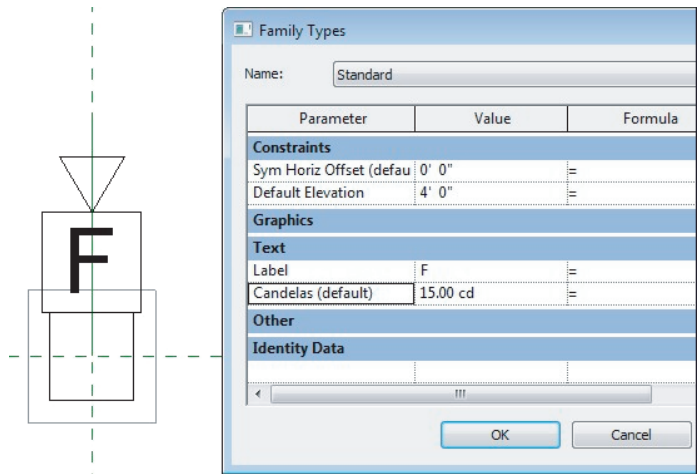 Family Types
Name: Standard
Parameter Value Formula
Constraints
Sym Horiz Offset (defau 0' 0" =
Default Elevation 4' 0" =
Graphics
Text
Label F =
Candelas (default) 15.00 cd =
Other
Identity Data
OK Cancel
F